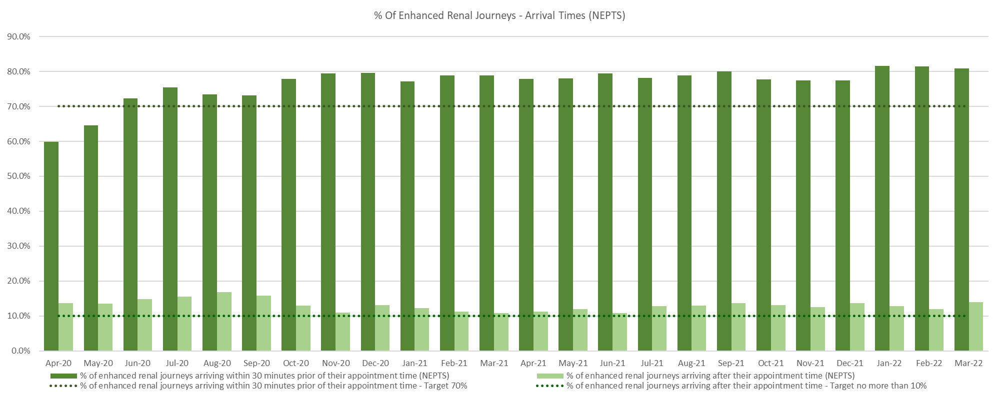 % Of Enhanced Renal Journeys - Arrival Times (NEPTS)
90.0%
80.0%
70.0%
60.0%
50.0%
40.0%
30.0%
20.0%
10.0%
0.0%
Apr-20 May-20 Jun-20 Jul-20 Aug-20 Sep-20 Oct-20 Nov-20 Dec-20 Jan-21 Feb-21 Mar-21 Apr-21 May-21 Jun-21 Jul-21 Aug-21 Sep-21 Oct-21 Nov-21 Dec-21 Jan-22 Feb-22 Mar-22
% of enhanced renal journeys arriving within 30 minutes prior of their appointment time (NEPTS) % of enhanced renal journeys arriving after their appointment time (NEPTS)
% of enhanced renal journeys arriving within 30 minutes prior of their appointment time - Target 70% % of enhanced renal journeys arriving after their appointment time - Target no more than 10%